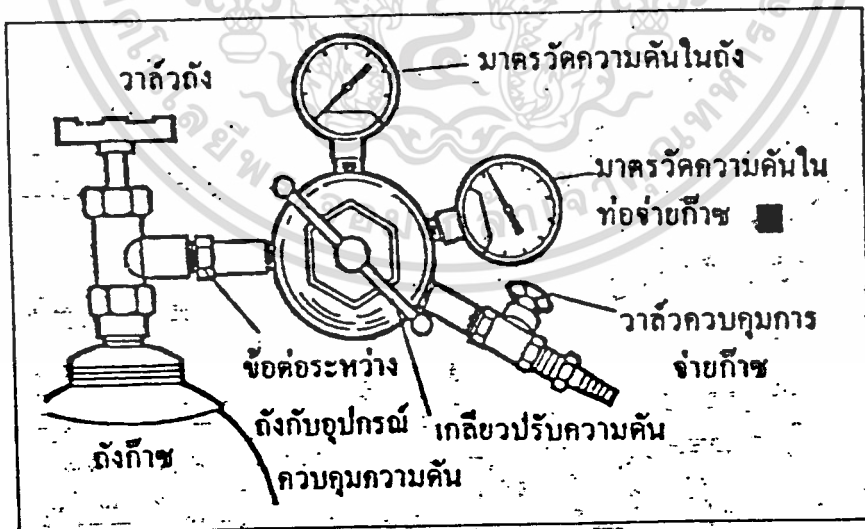 วาล์วถัง
มาตรวัดความดันในถัง
มาตรวัดความดันใน
ท่อจ่ายก๊าซ
วาล์วควบคุมการ
จ่ายก๊าซ
ข้อต่อระหว่าง
ถังกับอุปกรณ์
ควบคุมความดัน
เกลียวปรับความดัน
ถังก๊าซ